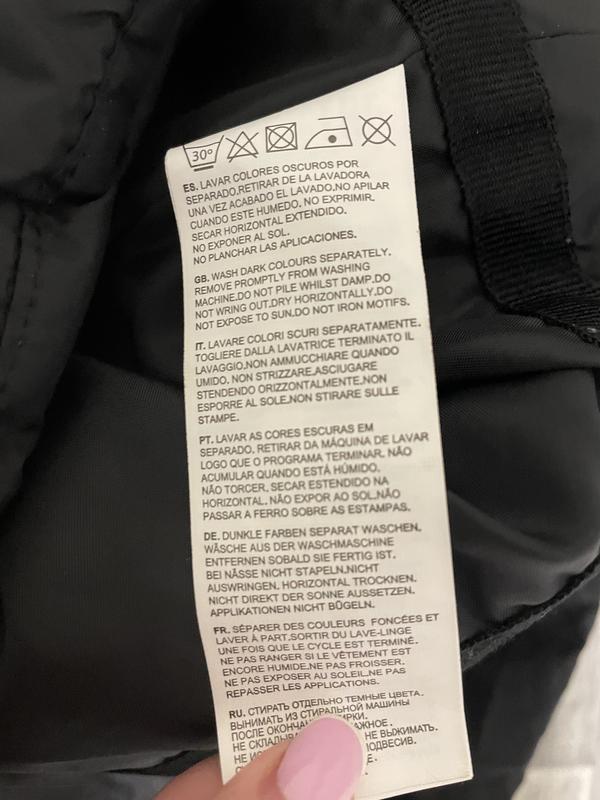 30°
ES. LAVAR COLORES OSCUROS POR
SEPARADO.RETIRAR DE LA LAVADORA
UNA VEZ ACABADO EL LAVADO.NO APILAR
CUANDO ESTE HUMEDO. NO EXPRIMIR.
SECAR HORIZONTAL EXTENDIDO.
NO EXPONER AL SOL.
NO PLANCHAR LAS APLICACIONES.
GB. WASH DARK COLOURS SEPARATELY.
REMOVE PROMPTLY FROM WASHING
MACHINE.DO NOT PILE WHILST DAMP.DO
NOT WRING OUT.DRY HORIZONTALLY.DO
NOT EXPOSE TO SUN.DO NOT IRON MOTIFS.
IT. LAVARE COLORI SCURI SEPARATAMENTE.
TOGLIERE DALLA LAVATRICE TERMINATO IL
LAVAGGIO.NON AMMUCCHIARE QUANDO
UMIDO. NON STRIZZARE.ASCIUGARE
STENDENDO ORIZZONTALMENTE.NON
ESPORRE AL SOLE.NON STIRARE SULLE
STAMPE.
PT. LAVAR AS CORES ESCURAS EM
SEPARADO. RETIRAR DA MÁQUINA DE LAVAR
LOGO QUE O PROGRAMA TERMINAR. NÃO
ACUMULAR QUANDO ESTÁ HÚMIDO.
NÃO TORCER. SECAR ESTENDIDO NA
HORIZONTAL. NÃO EXPOR AO SOL.NÃO
PASSAR A FERRO SOBRE AS ESTAMPAS.
DE. DUNKLE FARBEN SEPARAT WASCHEN.
WÄSCHE AUS DER WASCHMASCHINE
ENTFERNEN SOBALD SIE FERTIG IST.
BEI NÄSSE NICHT STAPELN.NICHT
AUSWRINGEN. HORIZONTAL TROCKNEN.
NICHT DIREKT DER SONNE AUSSETZEN.
APPLIKATIONEN NICHT BÜGELN.
FR. SÉPARER DES COULEURS FONCÉES ET
LAVER À PART.SORTIR DU LAVE-LINGE
UNE FOIS QUE LE CYCLE EST TERMINÉ.
NE PAS RANGER SI LE VÊTEMENT EST
ENCORE HUMIDE.NE PAS FROISSER.
NE PAS EXPOSER AU SOLEIL.NE PAS
REPASSER LES APPLICATIONS.
RU. СТИРАТЬ ОТДЕЛЬНО ТЕМНЫЕ ЦВЕТА.
ВЫНИМАТЬ ИЗ СТИРАЛЬНОЙ МАШИНЫ
ПОСЛЕ
НЕ НЕ ВЫЖИМАТЬ.
НЕ